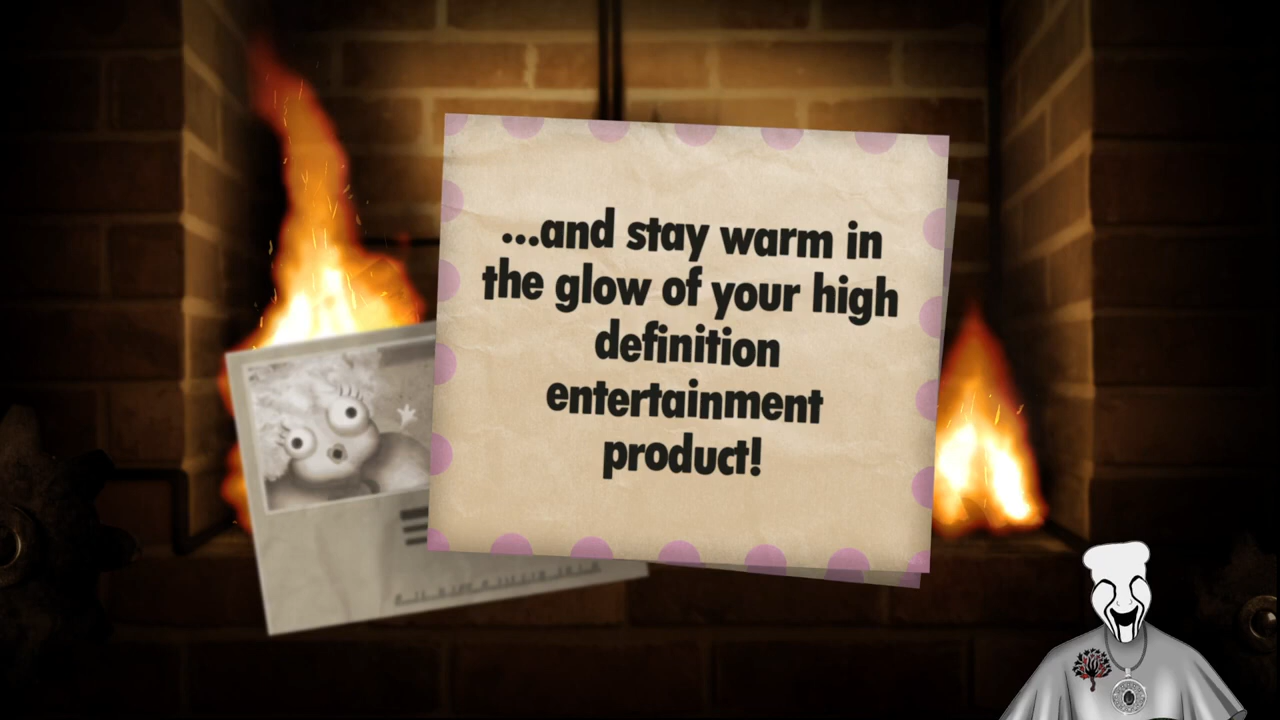 ...and stay warm in
the glow of your high
definition
entertainment
product!